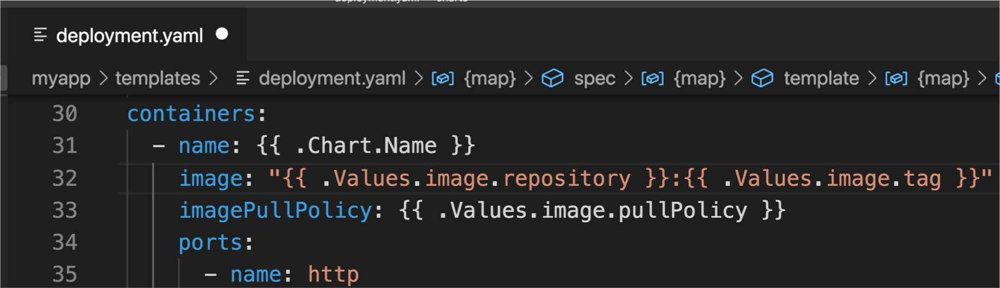 deployment.yaml
myapp > templates > deployment.yaml > {map} > spec > {map} > template > {map} >
30 containers:
31 - name: {{ .Chart.Name }}
32 image: "{{ .Values.image.repository }}:{{ .Values.image.tag }}"
33 imagePullPolicy: {{ .Values.image.pullPolicy }}
34 ports:
35 - name: http